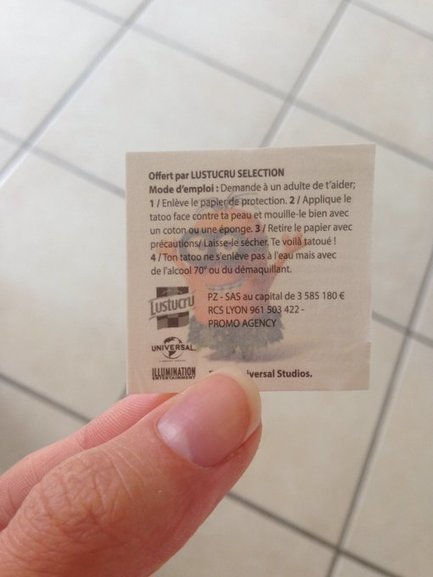 Offert par LUSTUCRU SELECTION
Mode d'emploi : Demande à un adulte de t'aider;
1 / Enlève le papier de protection. 2 / Applique le
tatoo face contre ta peau et mouille-le bien avec
un coton ou une éponge. 3 / Retire le papier avec
précautions/ Laisse-le sécher. Te voilà tatoué !
4 / Ton tatoo ne s'enlève pas à l'eau mais avec
de l'alcool 70° ou du démaquillant.
Lustucru
PZ - SAS au capital de 3 585 180 €
RCS LYON 961 503 422 -
PROMO AGENCY
UNIVERSAL
ILLUMINATION
ENTERTAINMENT
versal Studios.